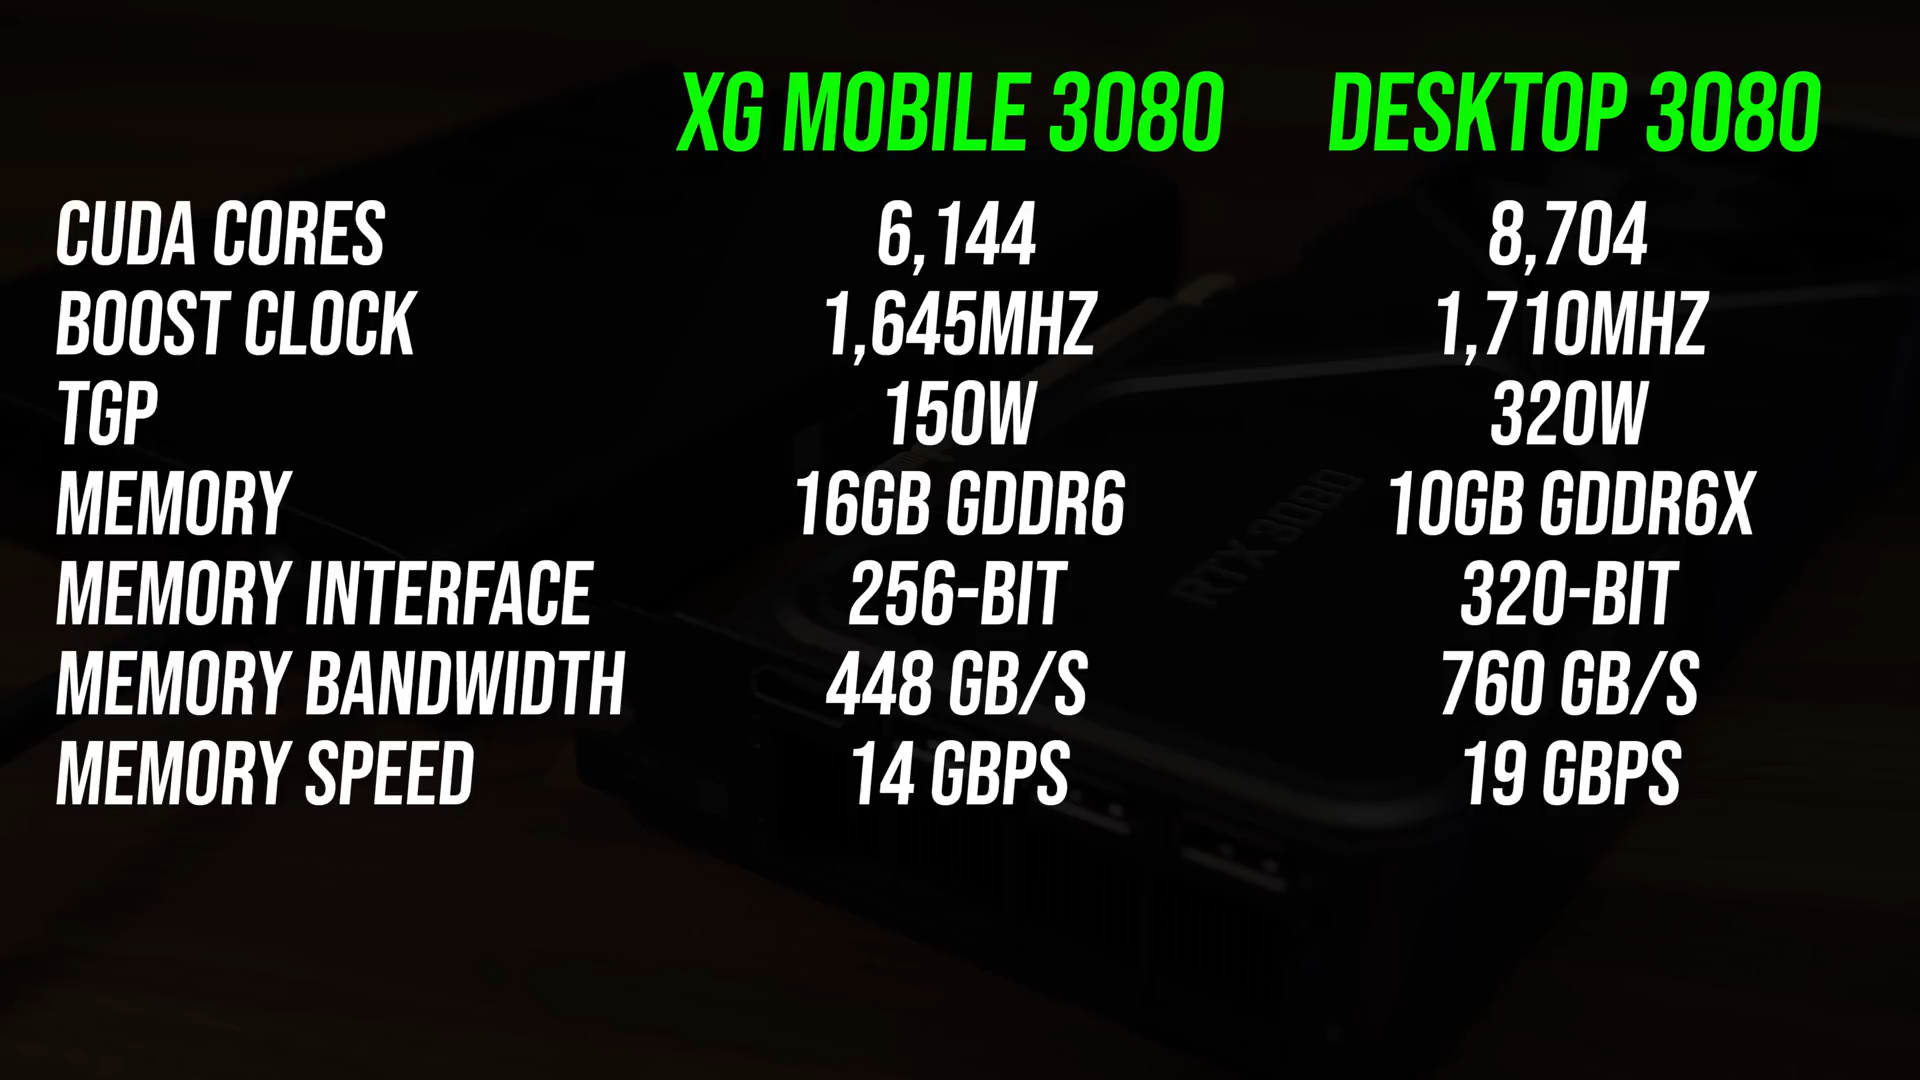 XG MOBILE 3080 DESKTOP 3080
CUDA CORES 6,144 8,704
BOOST CLOCK 1,645MHZ 1,710MHZ
TGP 150W 320W
MEMORY 16GB GDDR6 10GB GDDR6X
MEMORY INTERFACE 256-BIT 320-BIT
MEMORY BANDWIDTH 448 GB/S 760 GB/S
MEMORY SPEED 14 GBPS 19 GBPS
RTX 3080